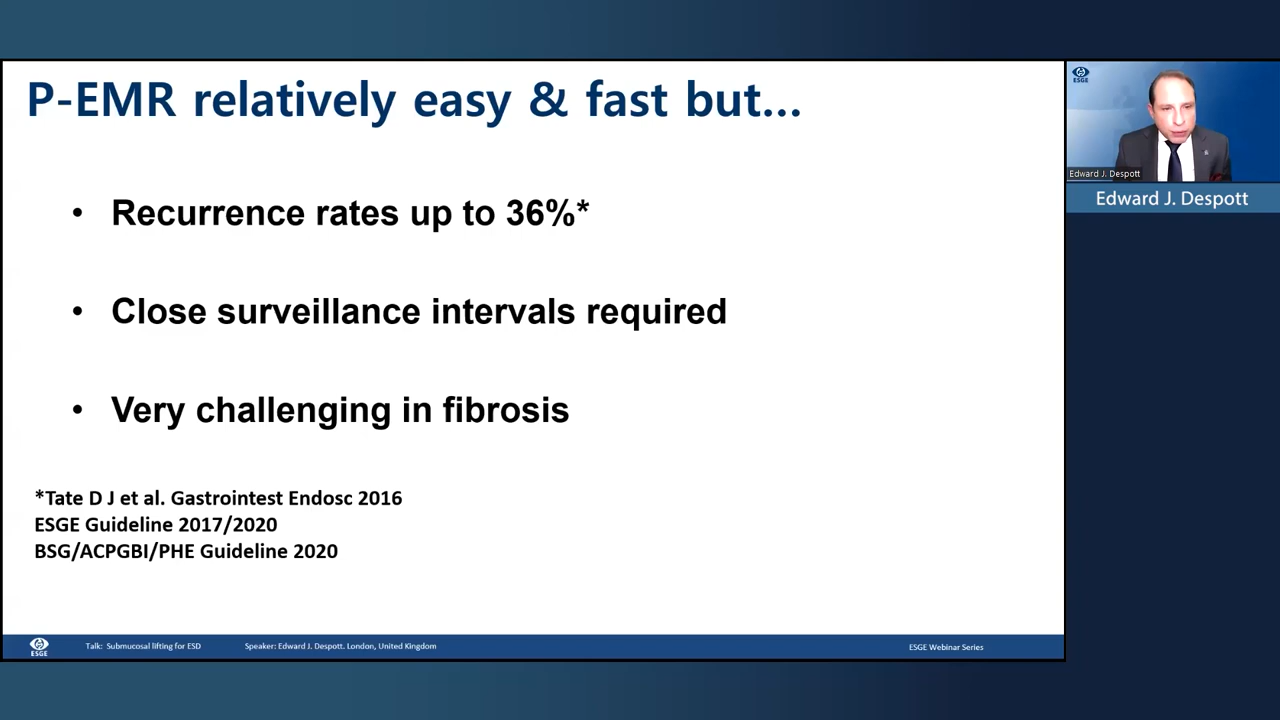 P-EMR relatively easy & fast but...
• Recurrence rates up to 36%*
• Close surveillance intervals required
• Very challenging in fibrosis
*Tate D J et al. Gastrointest Endosc 2016
ESGE Guideline 2017/2020
BSG/ACPGBI/PHE Guideline 2020
ESGE
Talk: Submucosal lifting for ESD
Speaker: Edward J. Despott. London, United Kingdom
ESGE Webinar Series
ESGE
Edward J. Despott
Edward J. Despott